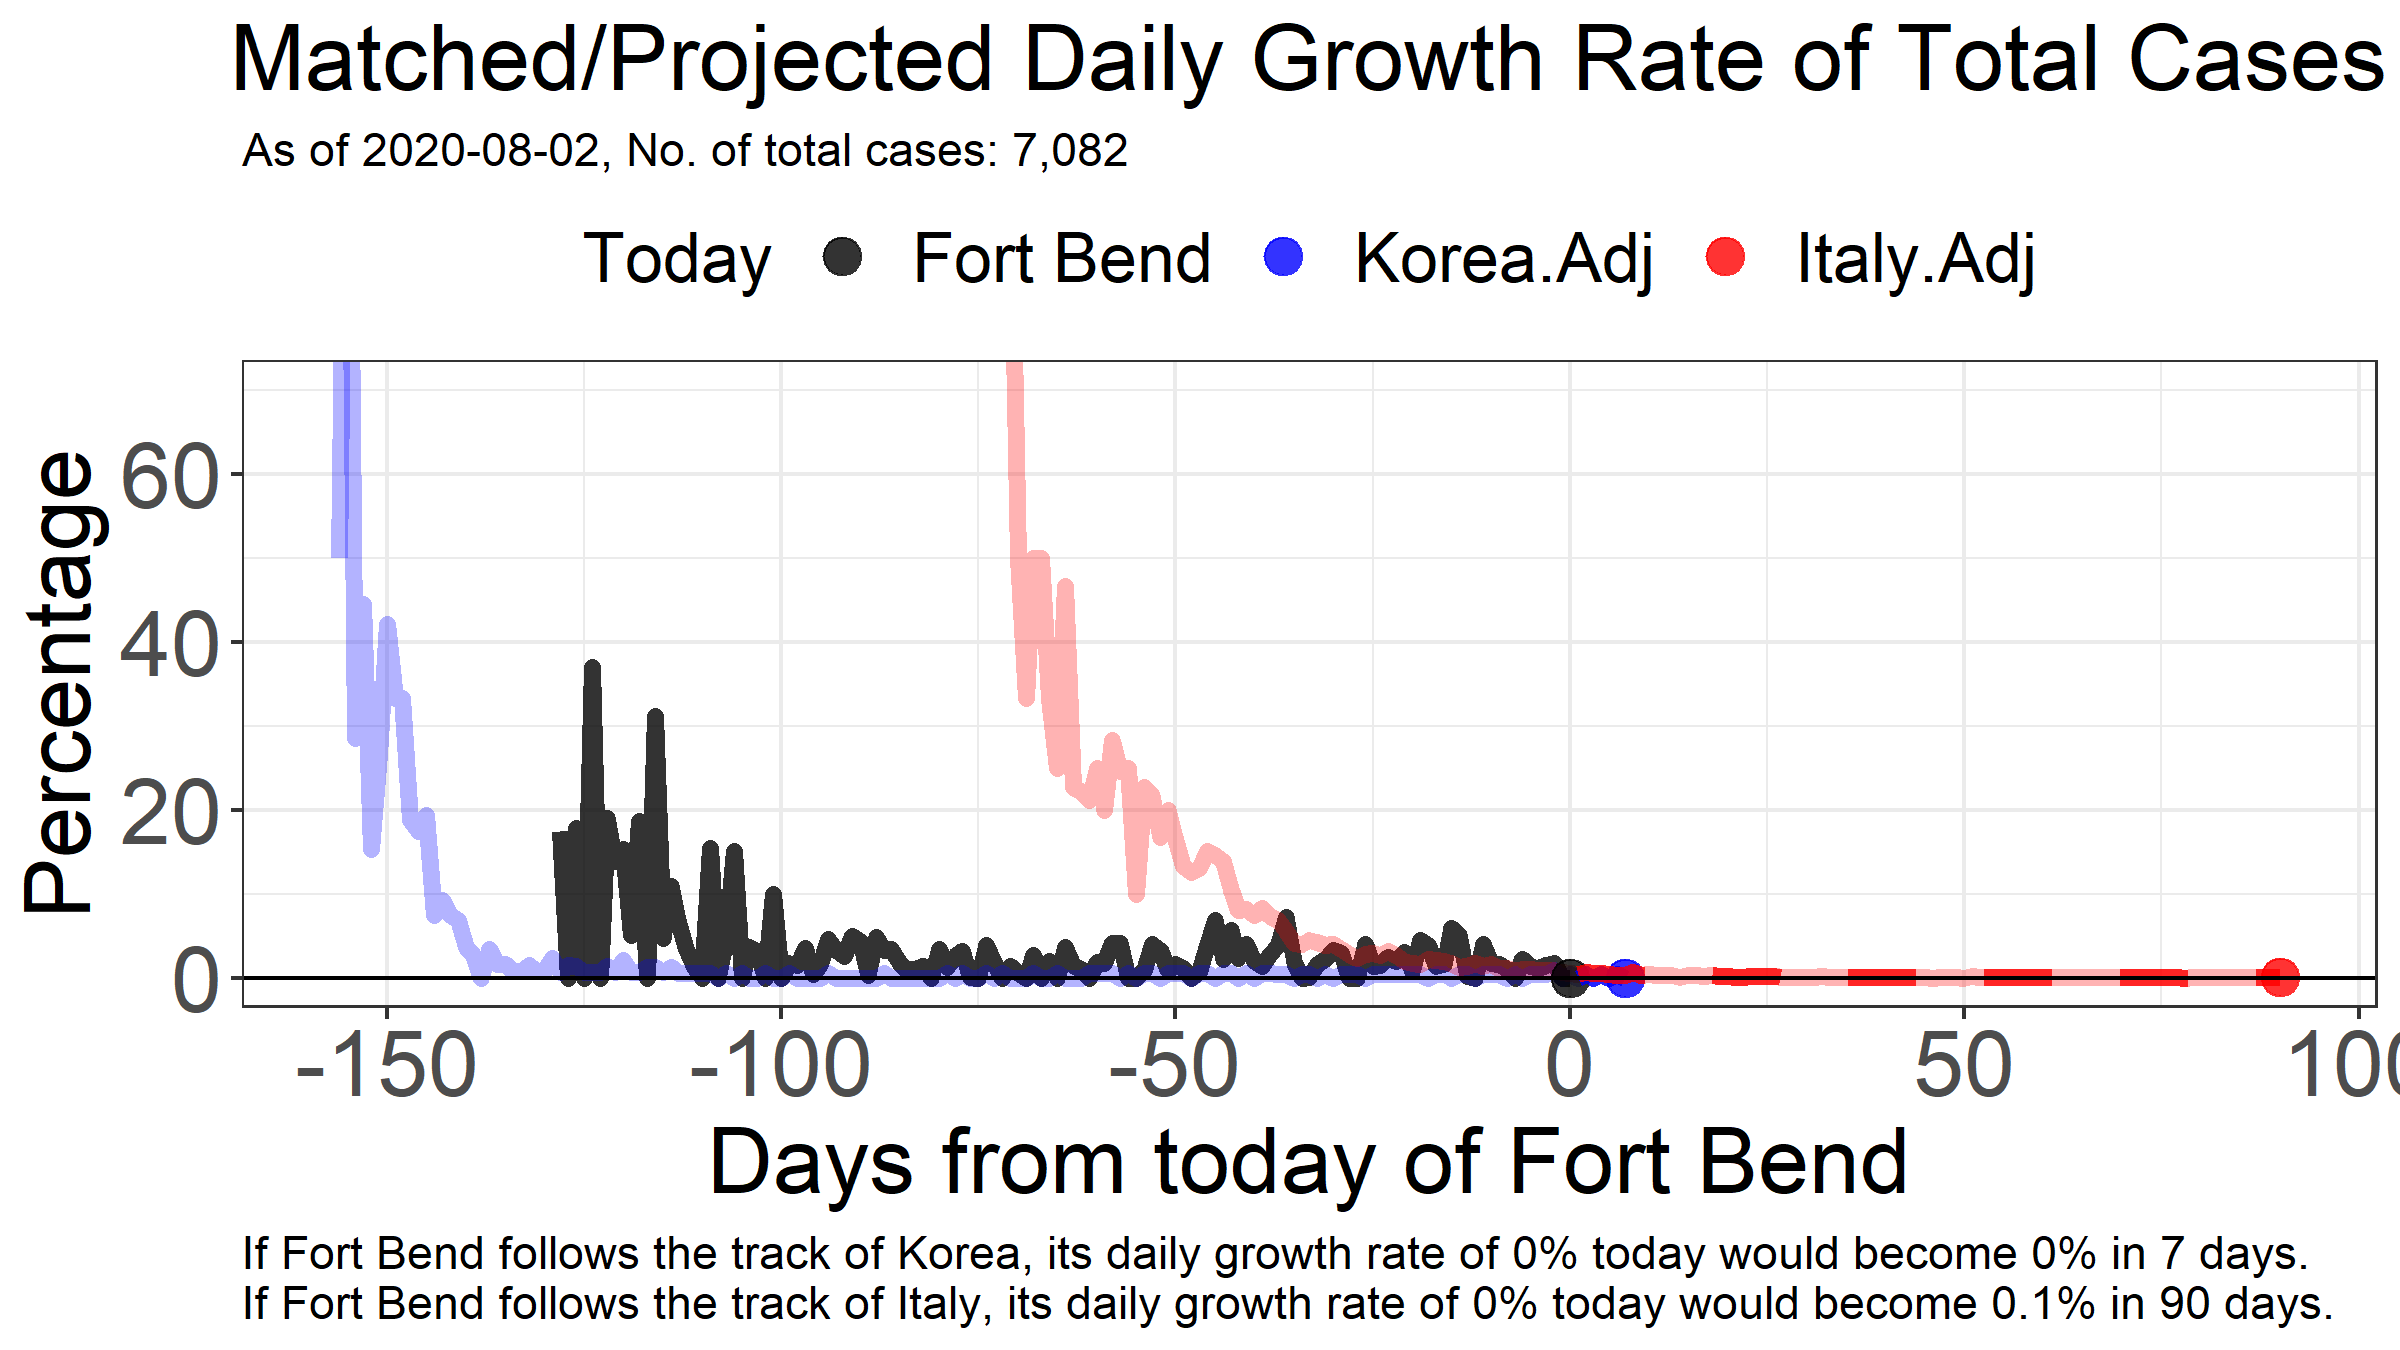 Matched/Projected Daily Growth Rate of Total Cases
As of 2020-08-02, No. of total cases: 7,082
Today Fort Bend Korea.Adj Italy.Adj
Percentage
60
40
20
0
-150 -100 -50 0 50 100
Days from today of Fort Bend
If Fort Bend follows the track of Korea, its daily growth rate of 0% today would become 0% in 7 days.
If Fort Bend follows the track of Italy, its daily growth rate of 0% today would become 0.1% in 90 days.